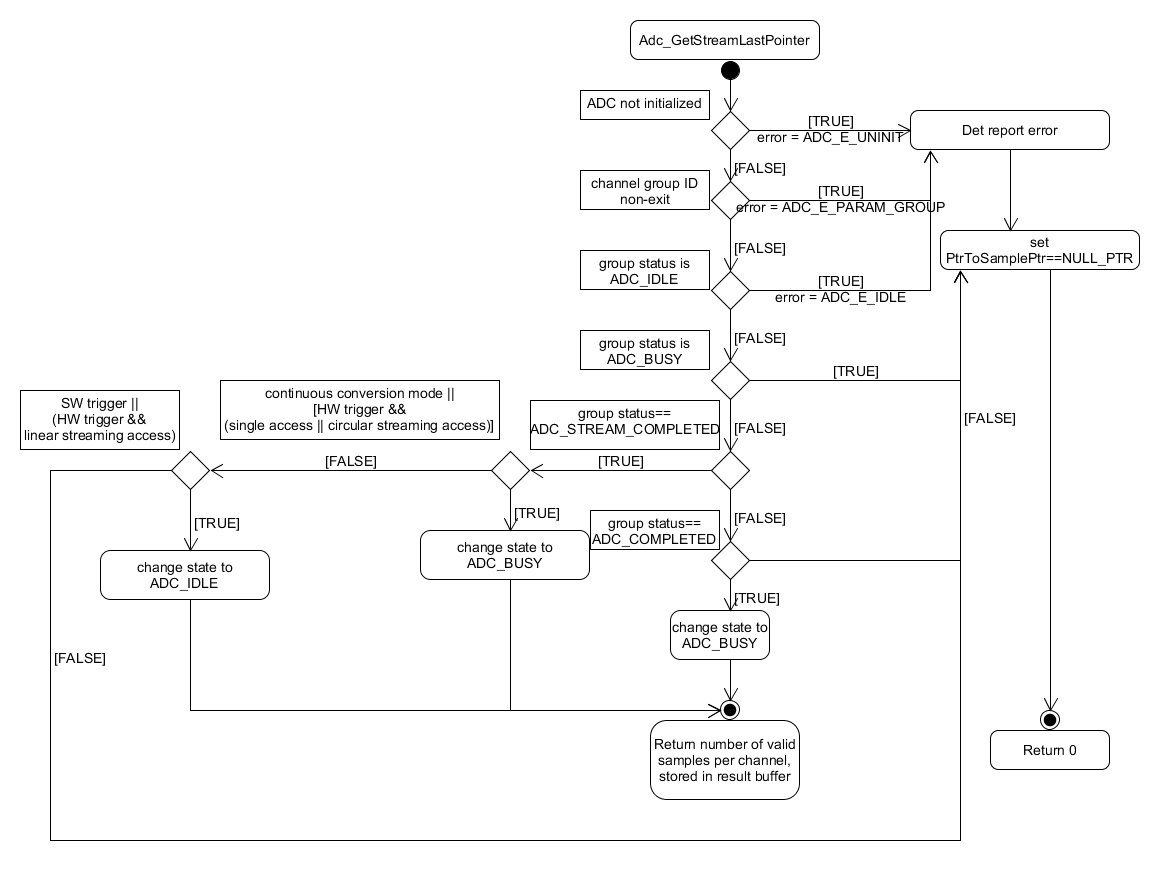 Adc_GetStreamLastPointer
ADC not initialized
[TRUE]
error = ADC_E_UNINIT
Det report error
[FALSE]
channel group ID
non-exit
[TRUE]
error = ADC_E_PARAM_GROUP
set
PtrToSamplePtr==NULL_PTR
[FALSE]
group status is
ADC_IDLE
[TRUE]
error = ADC_E_IDLE
[FALSE]
group status is
ADC_BUSY
[TRUE]
SW trigger ||
(HW trigger &&
linear streaming access)
continuous conversion mode ||
[HW trigger &&
(single access || circular streaming access)]
group status==
ADC_STREAM_COMPLETED
[FALSE]
[FALSE]
[FALSE]
[TRUE]
[TRUE]
[TRUE]
group status==
ADC_COMPLETED
[FALSE]
change state to
ADC_IDLE
change state to
ADC_BUSY
[TRUE]
change state to
ADC_BUSY
[FALSE]
Return number of valid
samples per channel,
stored in result buffer
Return 0